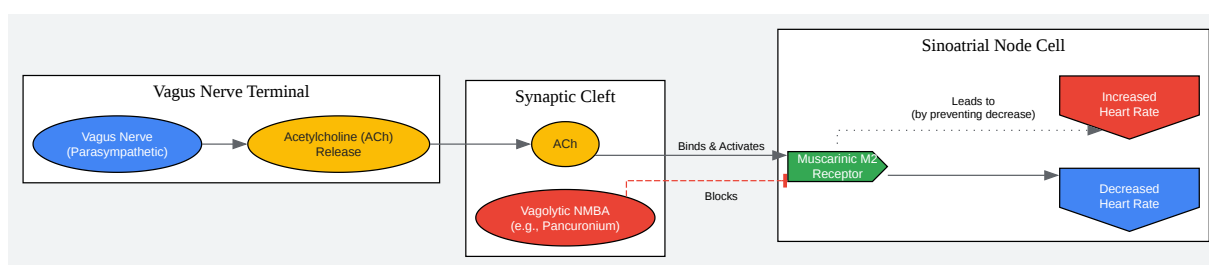 Vagus Nerve Terminal
Vagus Nerve
(Parasympathetic)
Acetylcholine (ACh)
Release
Synaptic Cleft
ACh
Vagolytic NMBA
(e.g., Pancuronium)
Binds & Activates
Blocks
Sinoatrial Node Cell
Muscarinic M2
Receptor
Leads to
(by preventing decrease)
Increased
Heart Rate
Decreased
Heart Rate